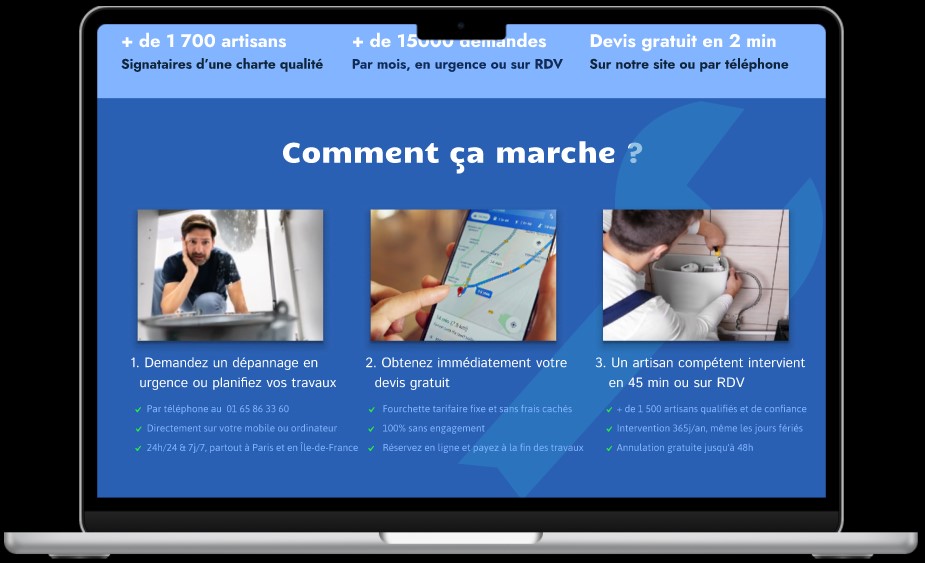 + de 1 700 artisans
Signataires d'une charte qualité
+ de 15000 demandes
Par mois, en urgence ou sur RDV
Devis gratuit en 2 min
Sur notre site ou par téléphone
Comment ça marche ?
1. Demandez un dépannage en
urgence ou planifiez vos travaux
Par téléphone au 01 65 86 33 60
Directement sur votre mobile ou ordinateur
24h/24 & 7j/7, partout à Paris et en Île-de-France
2. Obtenez immédiatement votre
devis gratuit
Fourchette tarifaire fixe et sans frais cachés
100% sans engagement
Réservez en ligne et payez à la fin des travaux
3. Un artisan compétent intervient
en 45 min ou sur RDV
+ de 1 500 artisans qualifiés et de confiance
Intervention 365j/an, même les jours fériés
Annulation gratuite jusqu'à 48h